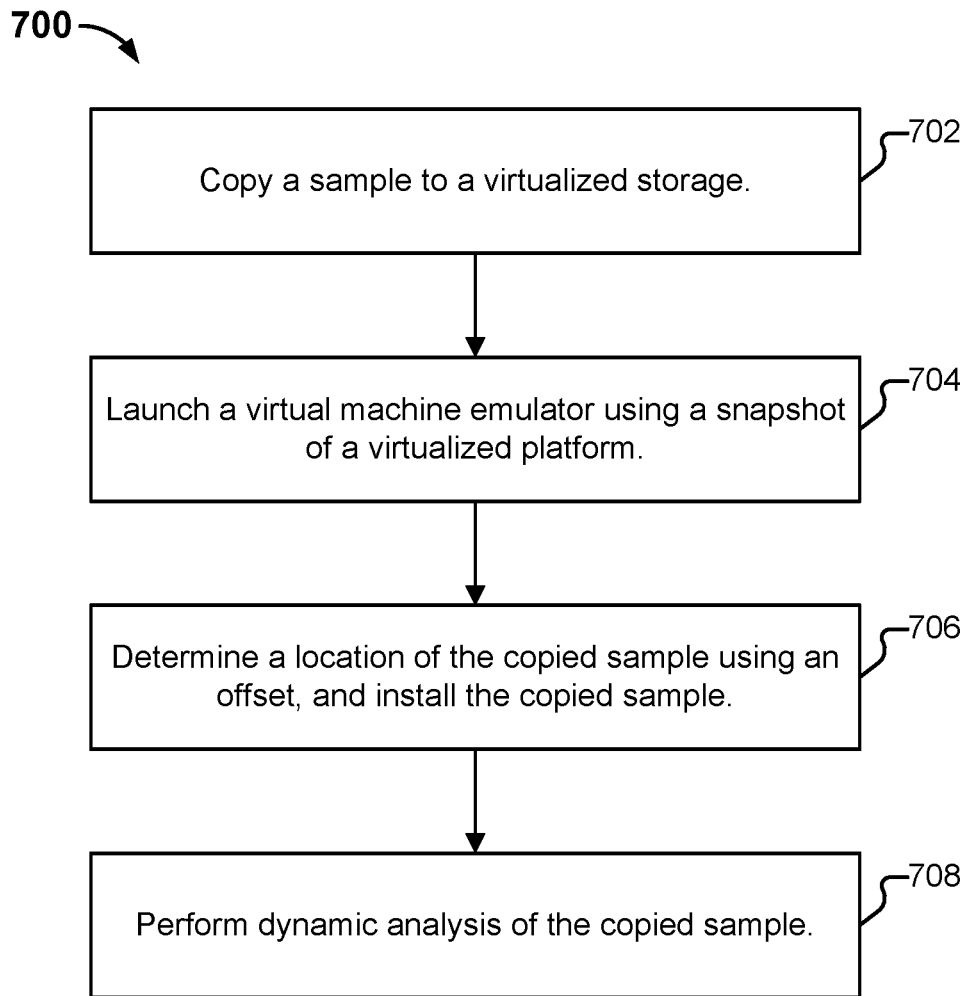 700
702
Copy a sample to a virtualized storage.
704
Launch a virtual machine emulator using a snapshot
of a virtualized platform.
706
Determine a location of the copied sample using an
offset, and install the copied sample.
708
Perform dynamic analysis of the copied sample.